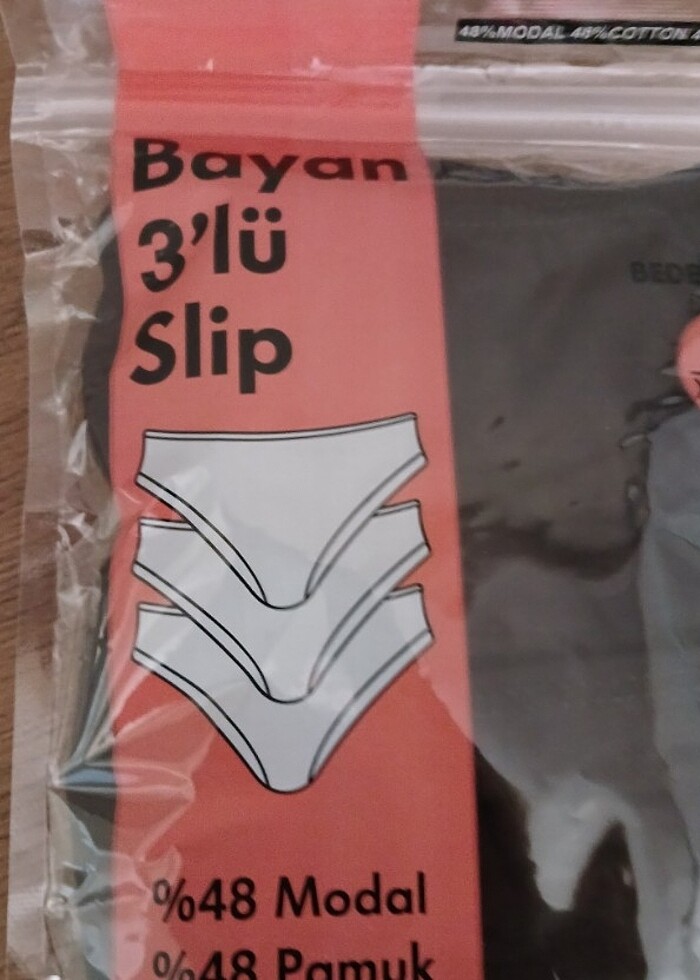 48%MODAL 48%COTTON
Bayan
3'lü
Slip
%48 Modal
%48 Pamuk